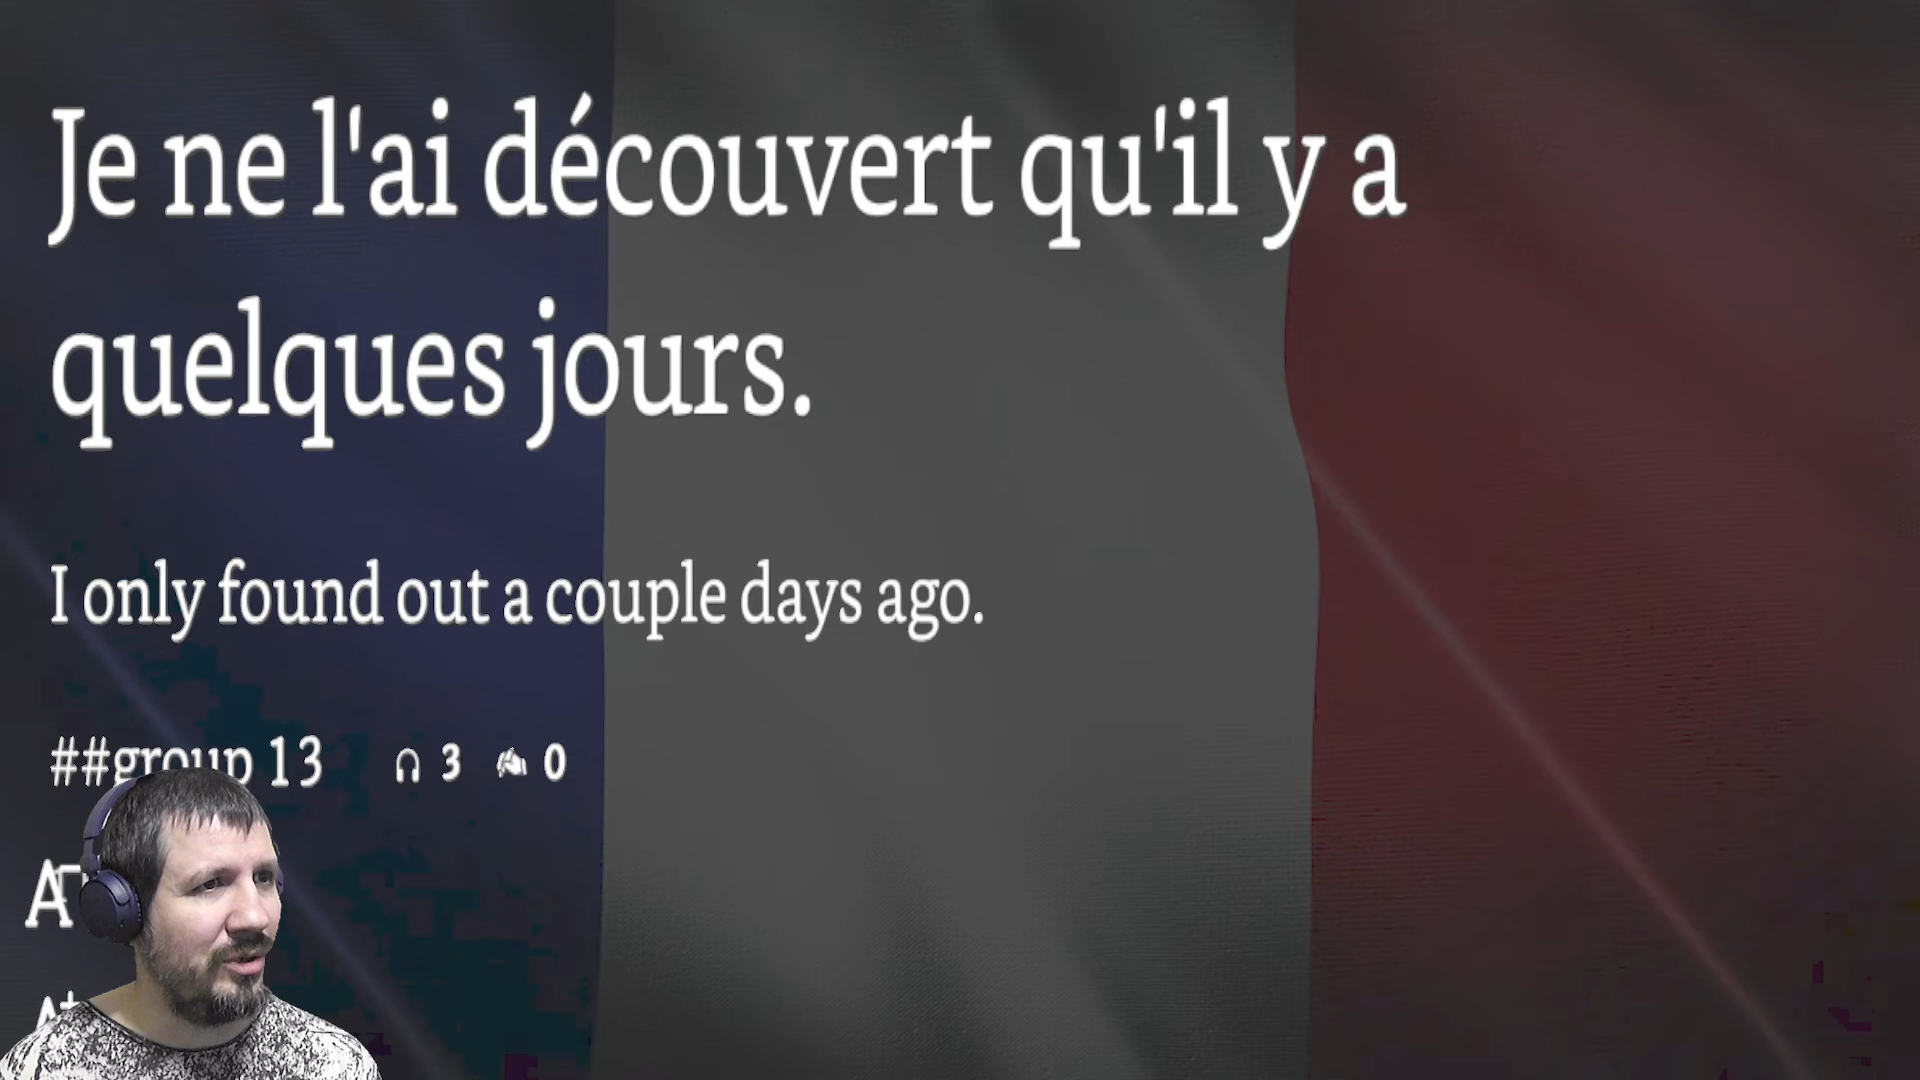 Je ne l'ai découvert qu'il y a
quelques jours.
I only found out a couple days ago.
##group 13 3 0